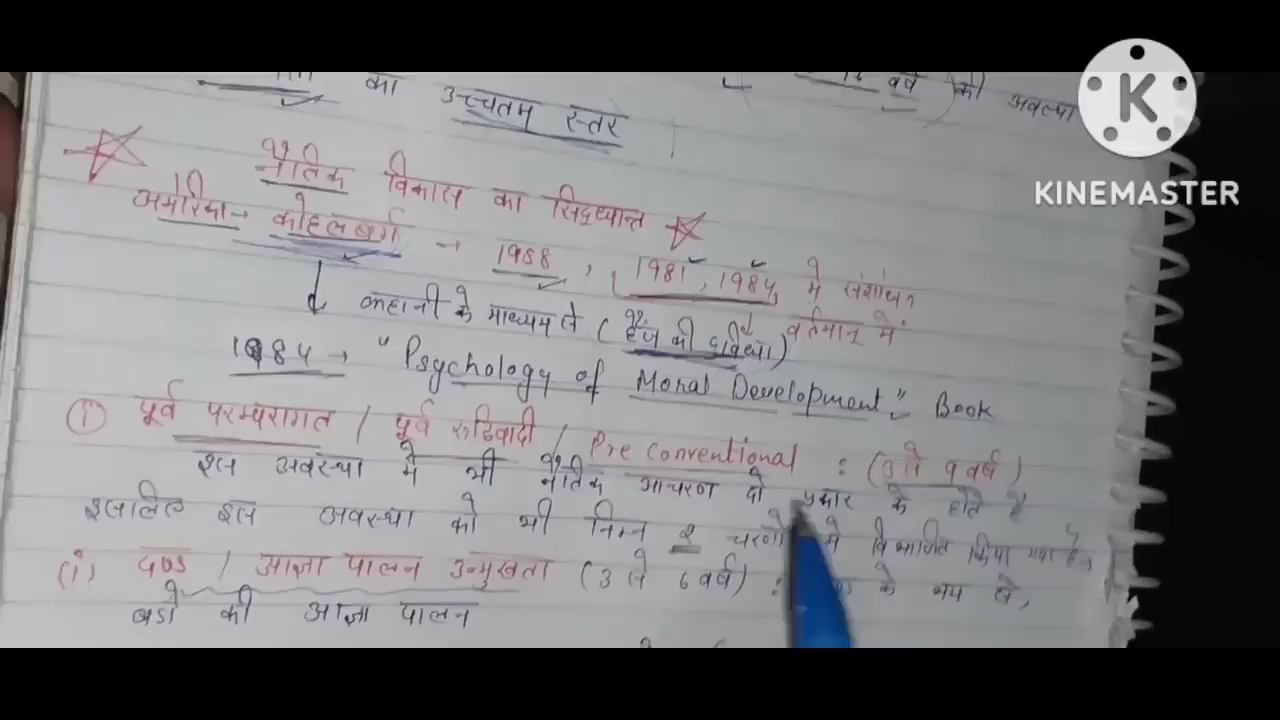 का उच्चतम स्तर
वर्ष) की अवस्था
नैतिक विकास का सिद्ध्यान्त
अमेरिका → कोहलबर्ग → 1958, 1981, 1984, में संशोधन
कहानी के माध्यम से (हैंज की दुविधा) वर्तमान में
1984 → "Psychology of Moral Development" Book
① पूर्व परम्परागत / पूर्व रूढिवादी / Pre Conventional : (3 से 9 वर्ष)
इस अवस्था में भी नैतिक आचरण दो प्रकार के होते है
इसलिए इस अवस्था को भी निम्न 2 चरणो मे विभाजित किया गया है,
(i) दण्ड / आज्ञा पालन उन्मुखता (3 से 6 वर्ष) : के भय से,
बडो की आज्ञा पालन
KINEMASTER